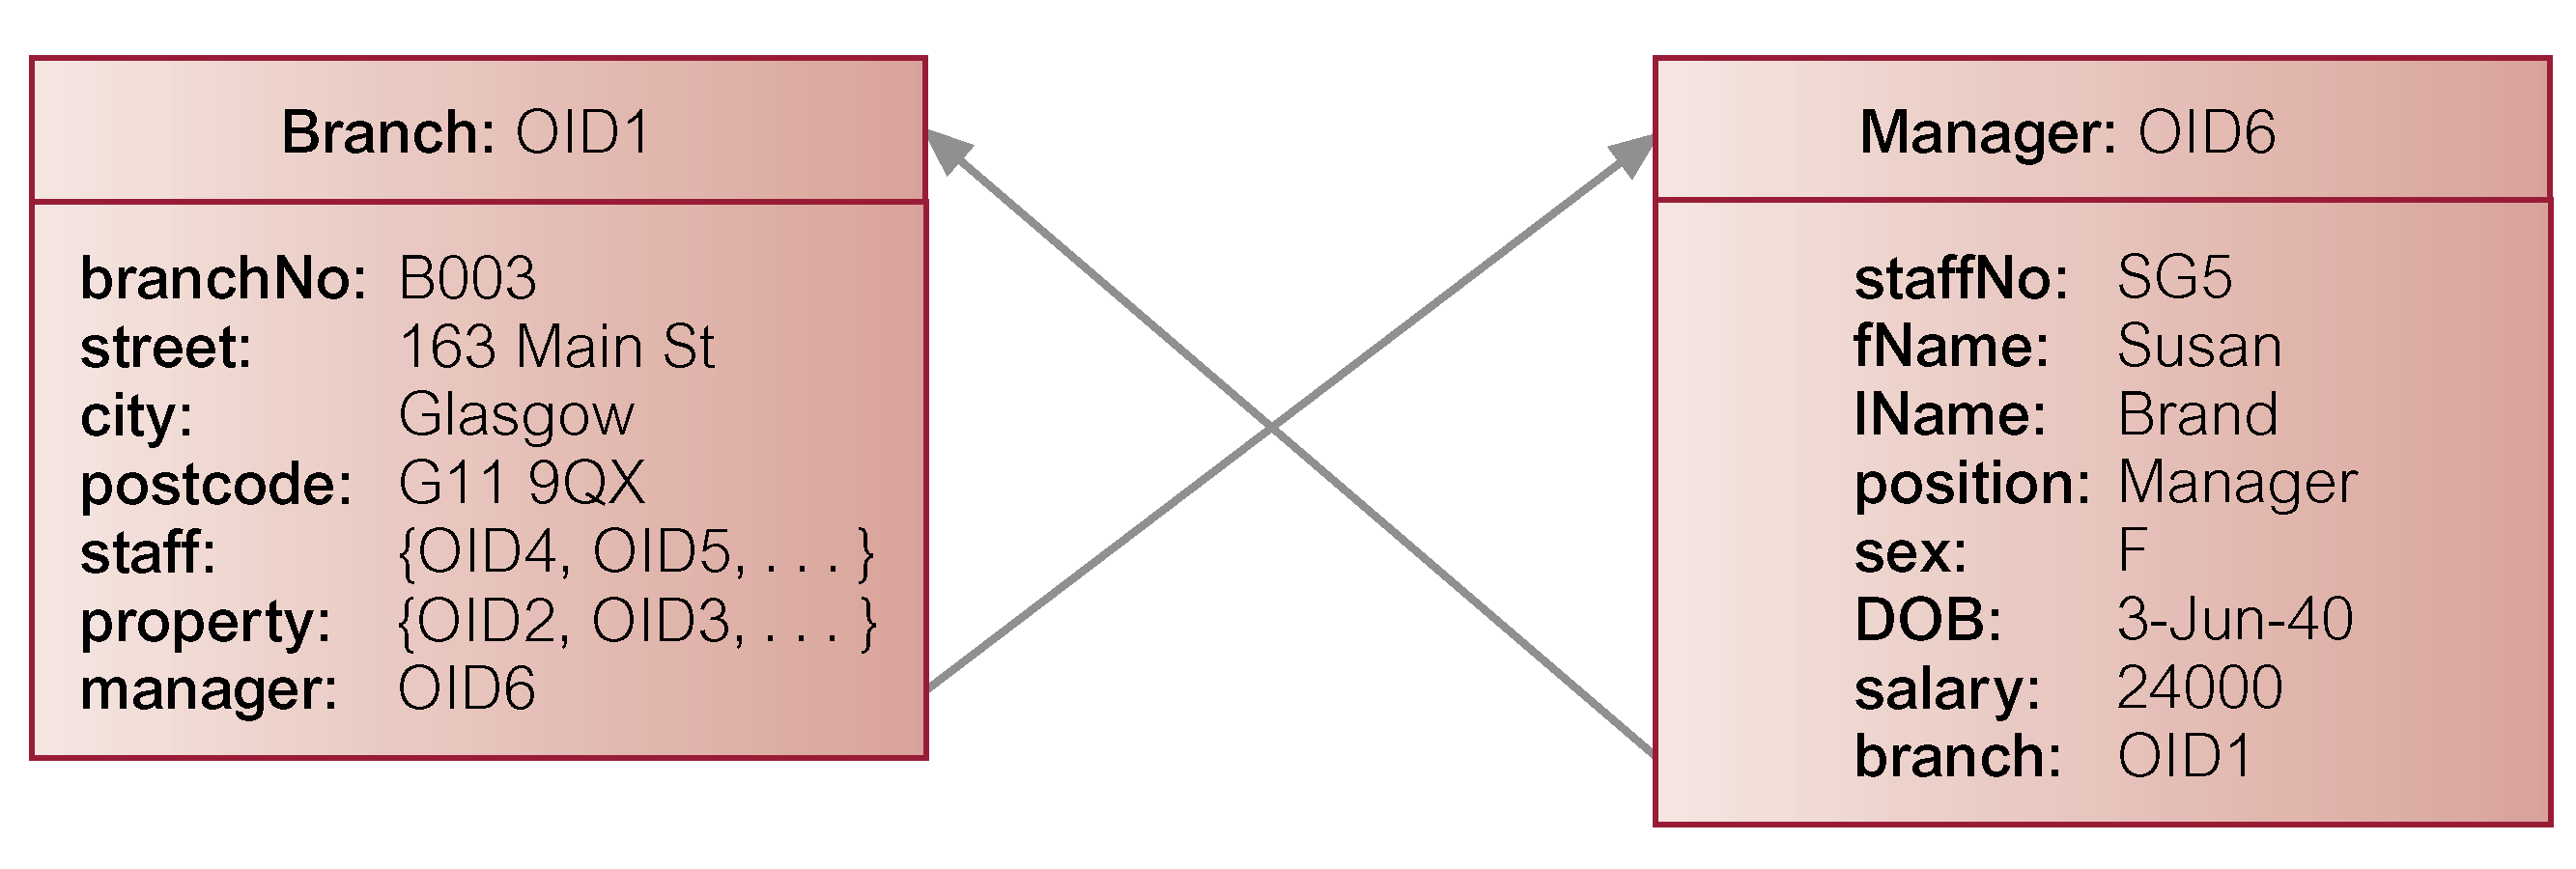 Branch: OID1
branchNo: B003
street: 163 Main St
city: Glasgow
postcode: G11 9QX
staff: {OID4, OID5, . . . }
property: {OID2, OID3, . . . }
manager: OID6
Manager: OID6
staffNo: SG5
fName: Susan
lName: Brand
position: Manager
sex: F
DOB: 3-Jun-40
salary: 24000
branch: OID1